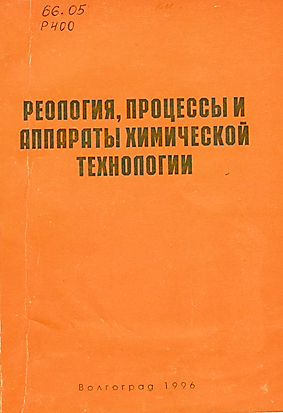 66.05
Р400
РЕОЛОГИЯ, ПРОЦЕССЫ И
АППАРАТЫ ХИМИЧЕСКОЙ
ТЕХНОЛОГИИ
Волгоград 1996